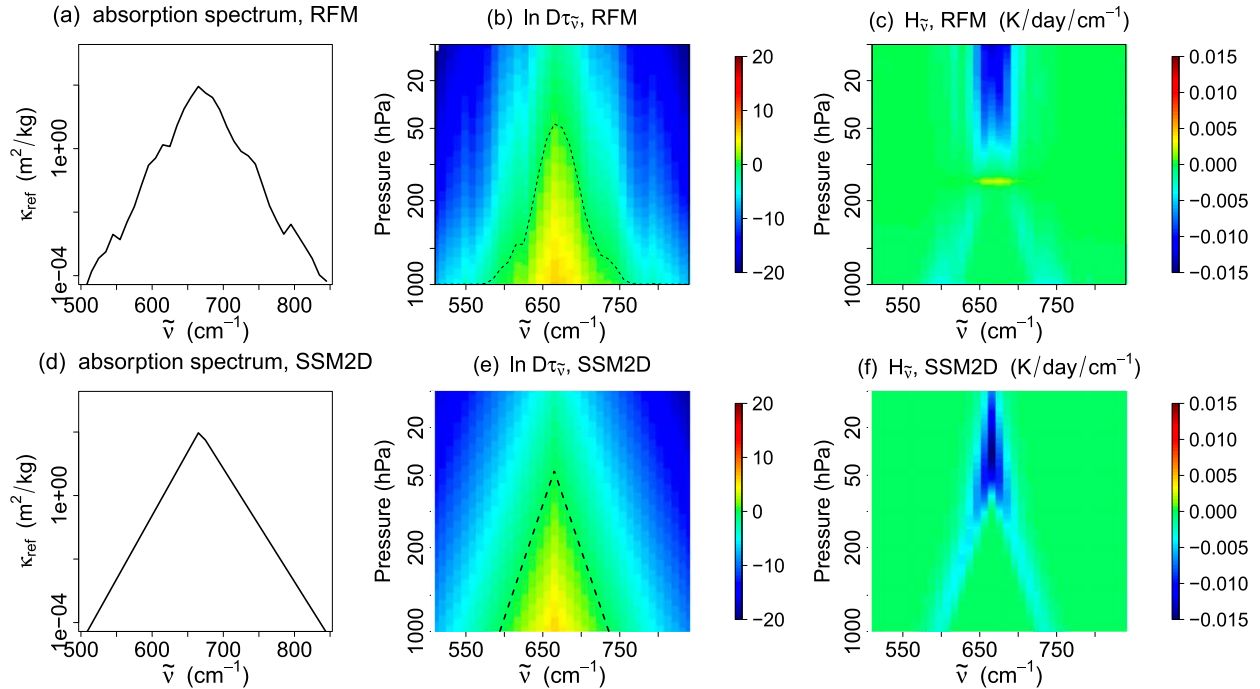 (a) absorption spectrum, RFM
κref (m²/kg)
1e+00
1e−04
500 600 700 800
ν̃ (cm−1)
(b) ln Dτν̃, RFM
Pressure (hPa)
20
50
200
1000
550 650 750
ν̃ (cm−1)
20
10
0
−10
−20
(c) Hν̃, RFM (K/day/cm−1)
Pressure (hPa)
20
50
200
1000
550 650 750
ν̃ (cm−1)
0.015
0.010
0.005
0.000
−0.005
−0.010
−0.015
(d) absorption spectrum, SSM2D
κref (m²/kg)
1e+00
1e−04
500 600 700 800
ν̃ (cm−1)
(e) ln Dτν̃, SSM2D
Pressure (hPa)
20
50
200
1000
550 650 750
ν̃ (cm−1)
20
10
0
−10
−20
(f) Hν̃, SSM2D (K/day/cm−1)
Pressure (hPa)
20
50
200
1000
550 650 750
ν̃ (cm−1)
0.015
0.010
0.005
0.000
−0.005
−0.010
−0.015